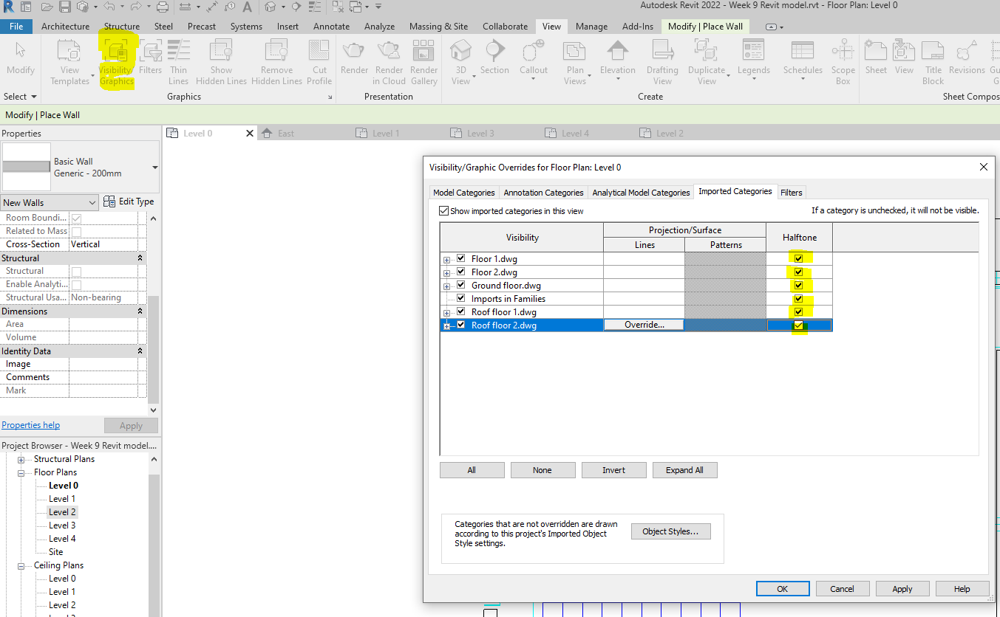 Autodesk Revit 2022 - Week 9 Revit model.rvt - Floor Plan: Level 0
File Architecture Structure Steel Precast Systems Insert Annotate Analyze Massing & Site Collaborate View Manage Add-Ins Modify | Place Wall
Modify
View Templates
Visibility/ Graphics
Filters
Thin Lines
Show Hidden Lines
Remove Hidden Lines
Cut Profile
Render
Render in Cloud
Render Gallery
3D View
Section
Callout
Plan Views
Elevation
Drafting View
Duplicate View
Legends
Schedules
Scope Box
Sheet
View
Title Block
Revisions
Select
Graphics
Presentation
Create
Sheet Compos
Modify | Place Wall
Properties
Level 0
East
Level 1
Level 3
Level 4
Level 2
Basic Wall
Generic - 200mm
New Walls
Edit Type
Room Boundi...
Related to Mass
Cross-Section Vertical
Structural
Structural
Enable Analyti...
Structural Usa... Non-bearing
Dimensions
Area
Volume
Identity Data
Image
Comments
Mark
Properties help
Apply
Project Browser - Week 9 Revit model....
Structural Plans
Floor Plans
Level 0
Level 1
Level 2
Level 3
Level 4
Site
Ceiling Plans
Level 0
Level 1
Level 2
Visibility/Graphic Overrides for Floor Plan: Level 0
Model Categories Annotation Categories Analytical Model Categories Imported Categories Filters
Show imported categories in this view
If a category is unchecked, it will not be visible.
Visibility
Projection/Surface
Lines
Patterns
Halftone
Floor 1.dwg
Floor 2.dwg
Ground floor.dwg
Imports in Families
Roof floor 1.dwg
Roof floor 2.dwg
Override...
All
None
Invert
Expand All
Categories that are not overridden are drawn
according to this project's Imported Object
Style settings.
Object Styles...
OK
Cancel
Apply
Help